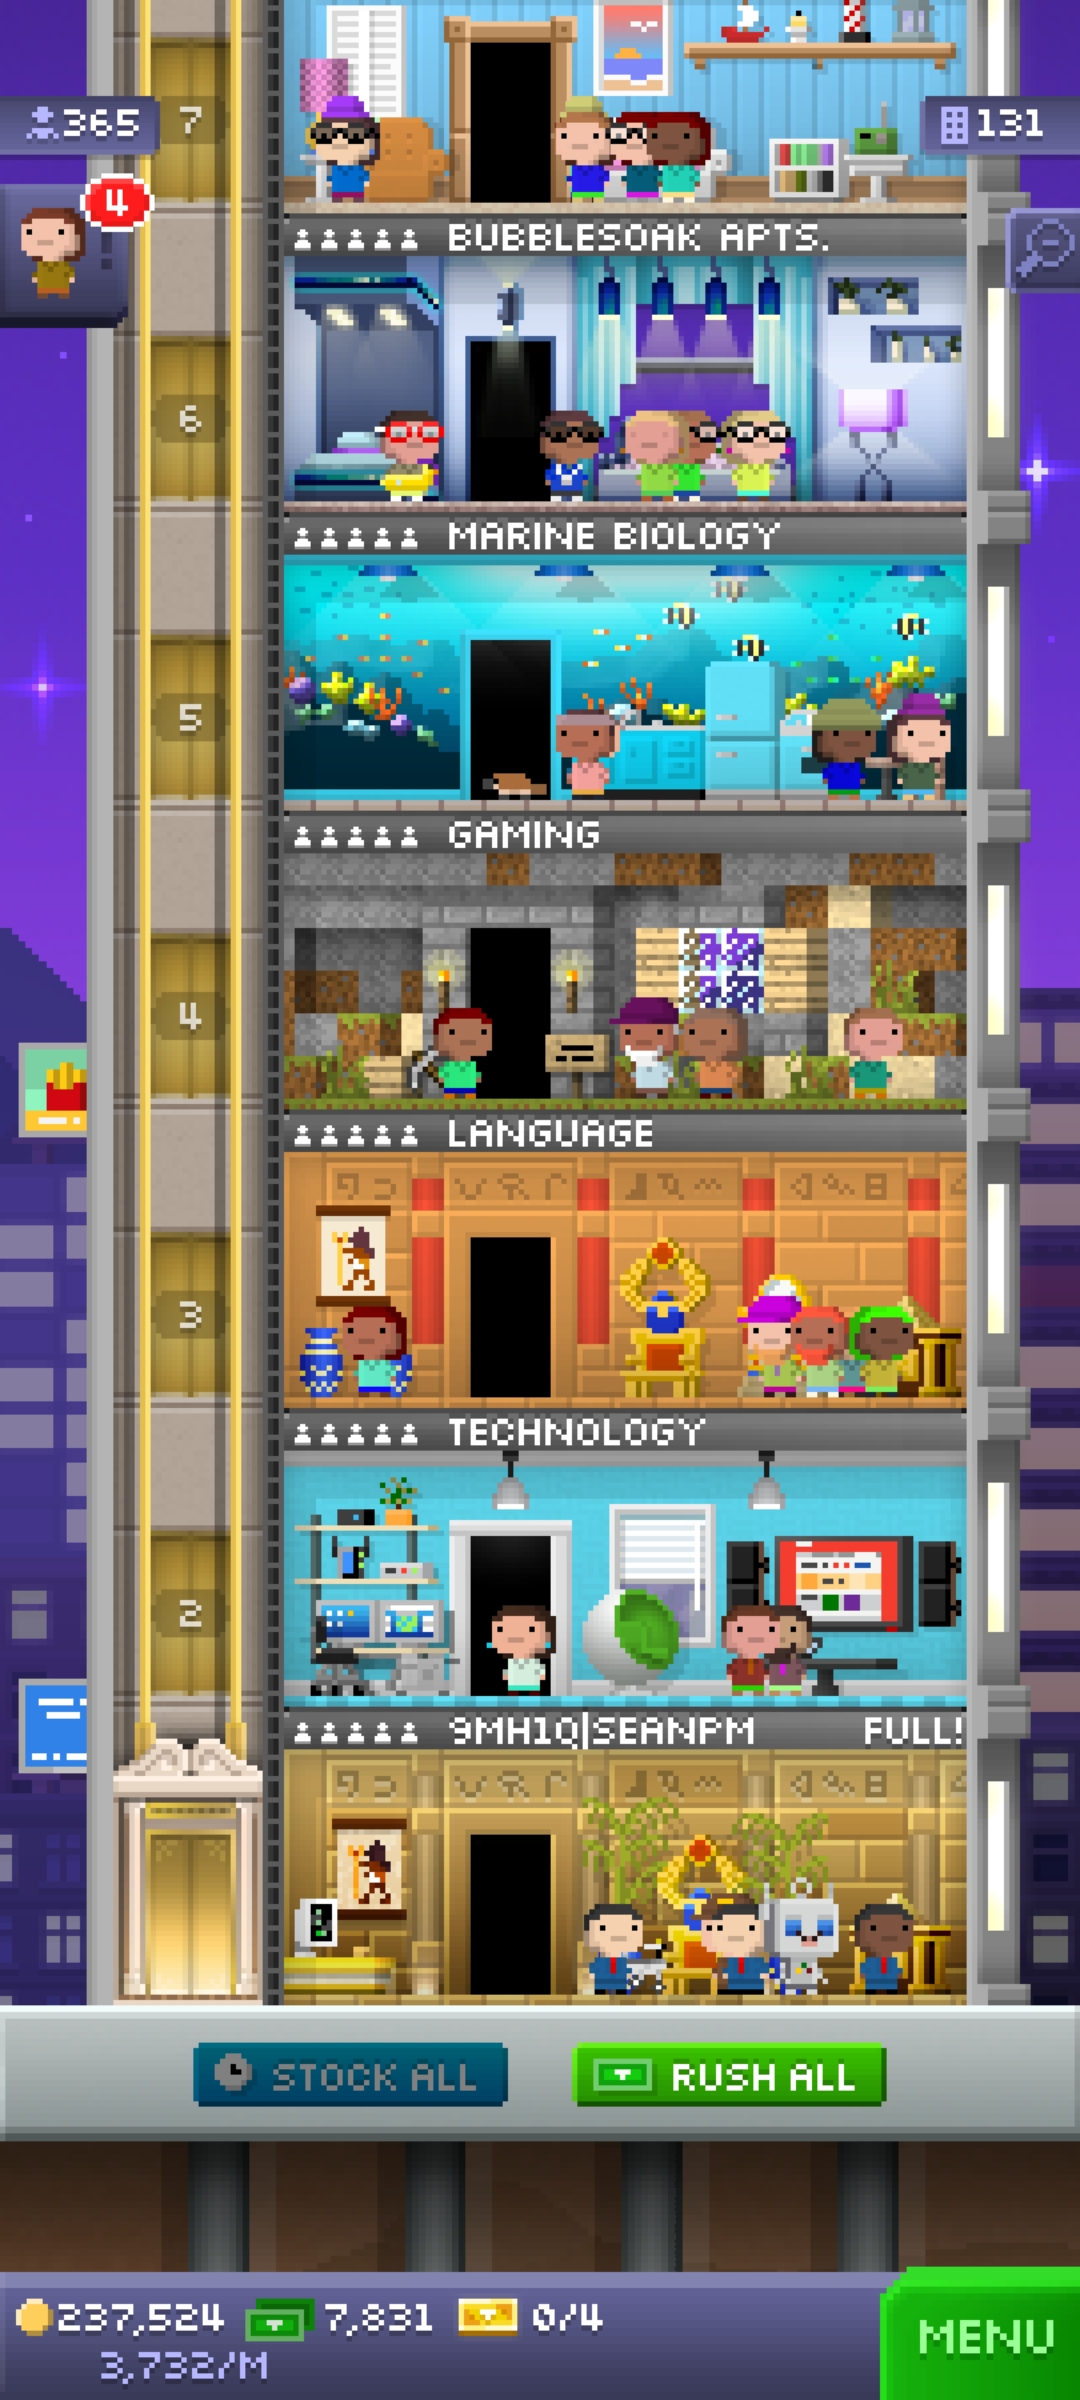 365
7
131
4
BUBBLESOAK APTS.
6
MARINE BIOLOGY
5
GAMING
4
LANGUAGE
3
TECHNOLOGY
2
9MH1Q|SEANPM FULL!
STOCK ALL
RUSH ALL
237,524 7,831 0/4
3,732/M
MENU